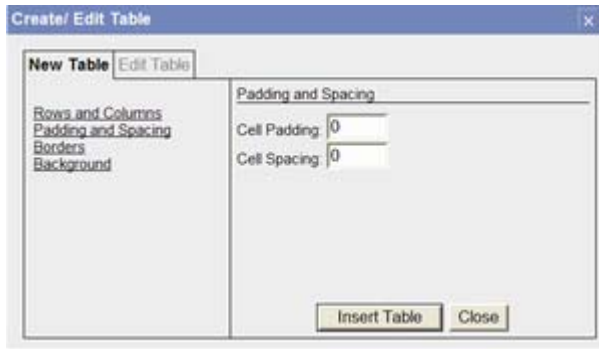 Create/ Edit Table
New Table Edit Table
Rows and Columns
Padding and Spacing
Borders
Background
Padding and Spacing
Cell Padding: 0
Cell Spacing: 0
Insert Table Close